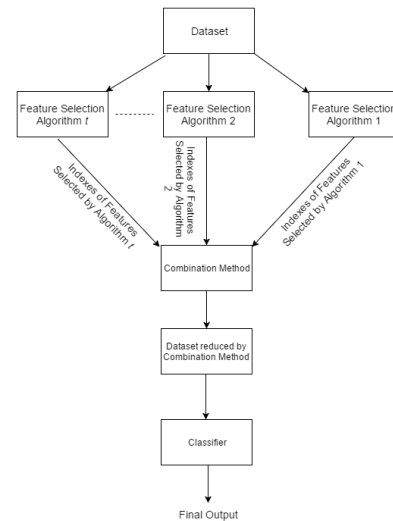 Dataset
Feature Selection
Algorithm t
Feature Selection
Algorithm 2
Feature Selection
Algorithm 1
Indexes of Features
Selected by Algorithm t
Indexes of Features
Selected by Algorithm
2
Indexes of Features
Selected by Algorithm 1
Combination Method
Dataset reduced by
Combination Method
Classifier
Final Output